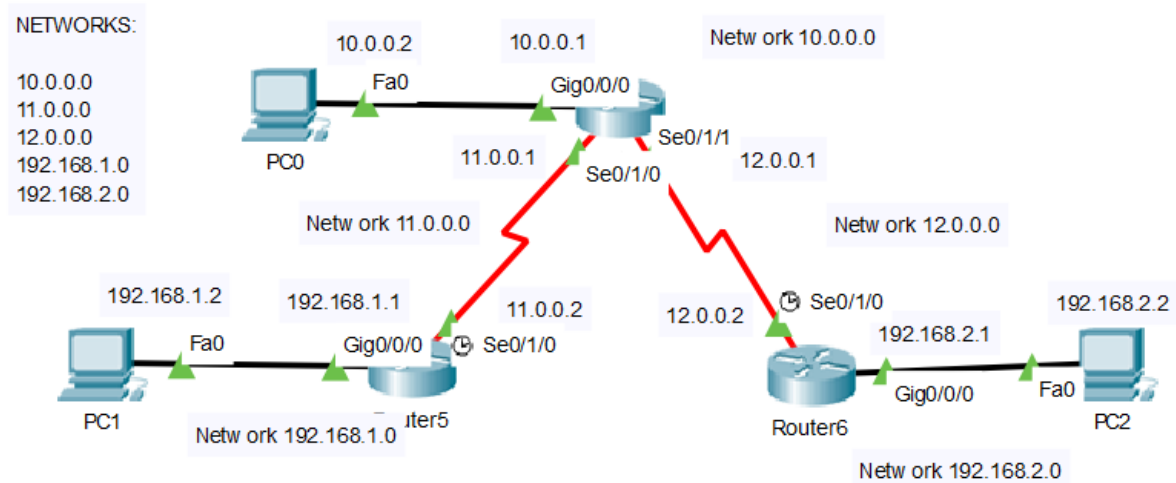 NETWORKS:
10.0.0.0
11.0.0.0
12.0.0.0
192.168.1.0
192.168.2.0
10.0.0.2
10.0.0.1
Netw ork 10.0.0.0
Fa0
Gig0/0/0
PC0
11.0.0.1
Se0/1/1
Se0/1/0
12.0.0.1
Netw ork 11.0.0.0
Netw ork 12.0.0.0
192.168.1.2
192.168.1.1
11.0.0.2
12.0.0.2
Se0/1/0
192.168.2.2
Fa0
Gig0/0/0
Se0/1/0
192.168.2.1
Gig0/0/0
Fa0
PC1
Netw ork 192.168.1.0
uter5
Router6
PC2
Netw ork 192.168.2.0